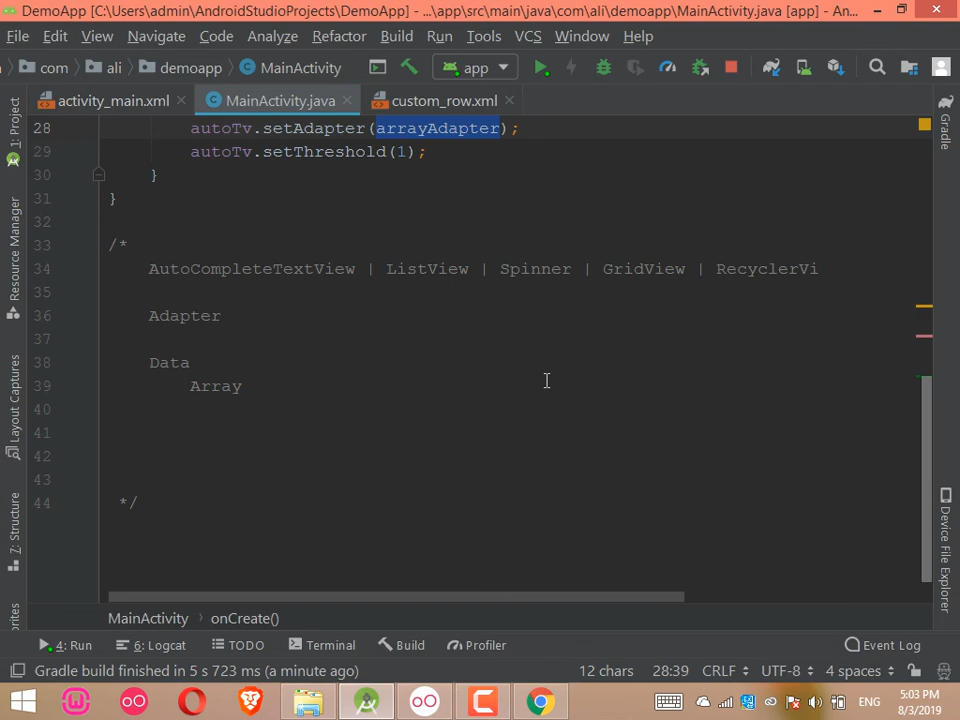 DemoApp [C:\Users\admin\AndroidStudioProjects\DemoApp] - ...\app\src\main\java\com\ali\demoapp\MainActivity.java [app] - An...
File Edit View Navigate Code Analyze Refactor Build Run Tools VCS Window Help
com ali demoapp MainActivity app
activity_main.xml MainActivity.java custom_row.xml
28 autoTv.setAdapter(arrayAdapter);
29 autoTv.setThreshold(1);
30 }
31 }
32
33 /*
34 AutoCompleteTextView | ListView | Spinner | GridView | RecyclerVi
35
36 Adapter
37
38 Data
39 Array
40
41
42
43
44 */
1: Project
Resource Manager
Layout Captures
7: Structure
orites
Gradle
Device File Explorer
MainActivity › onCreate()
4: Run 6: Logcat TODO Terminal Build Profiler Event Log
Gradle build finished in 5 s 723 ms (a minute ago) 12 chars 28:39 CRLF UTF-8 4 spaces
ENG 5:03 PM
8/3/2019